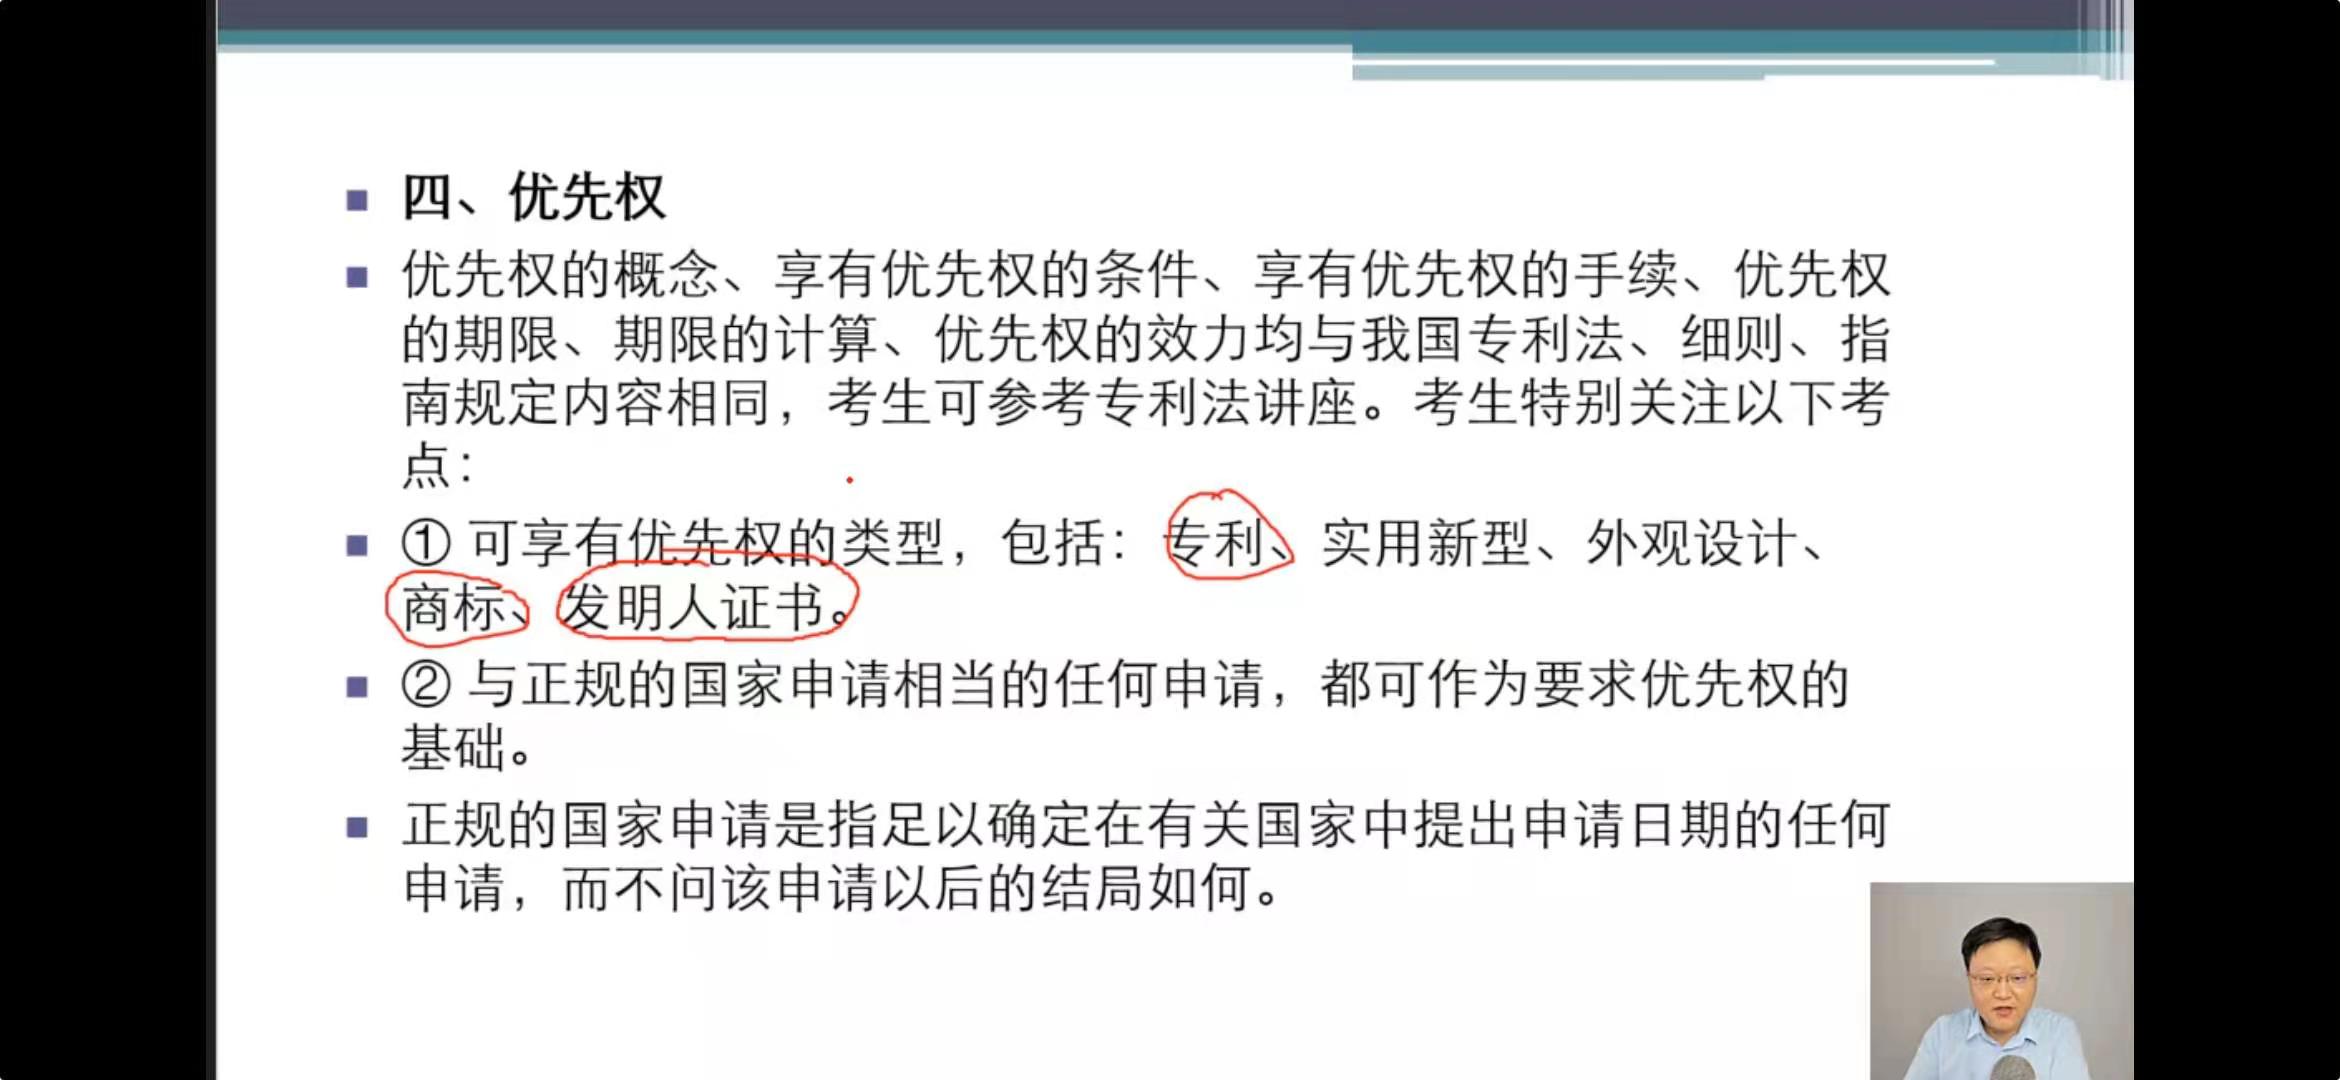 四、优先权
优先权的概念、享有优先权的条件、享有优先权的手续、优先权
的期限、期限的计算、优先权的效力均与我国专利法、细则、指
南规定内容相同，考生可参考专利法讲座。考生特别关注以下考
点：
① 可享有优先权的类型，包括：专利、实用新型、外观设计、
商标、发明人证书。
② 与正规的国家申请相当的任何申请，都可作为要求优先权的
基础。
正规的国家申请是指足以确定在有关国家中提出申请日期的任何
申请，而不问该申请以后的结局如何。